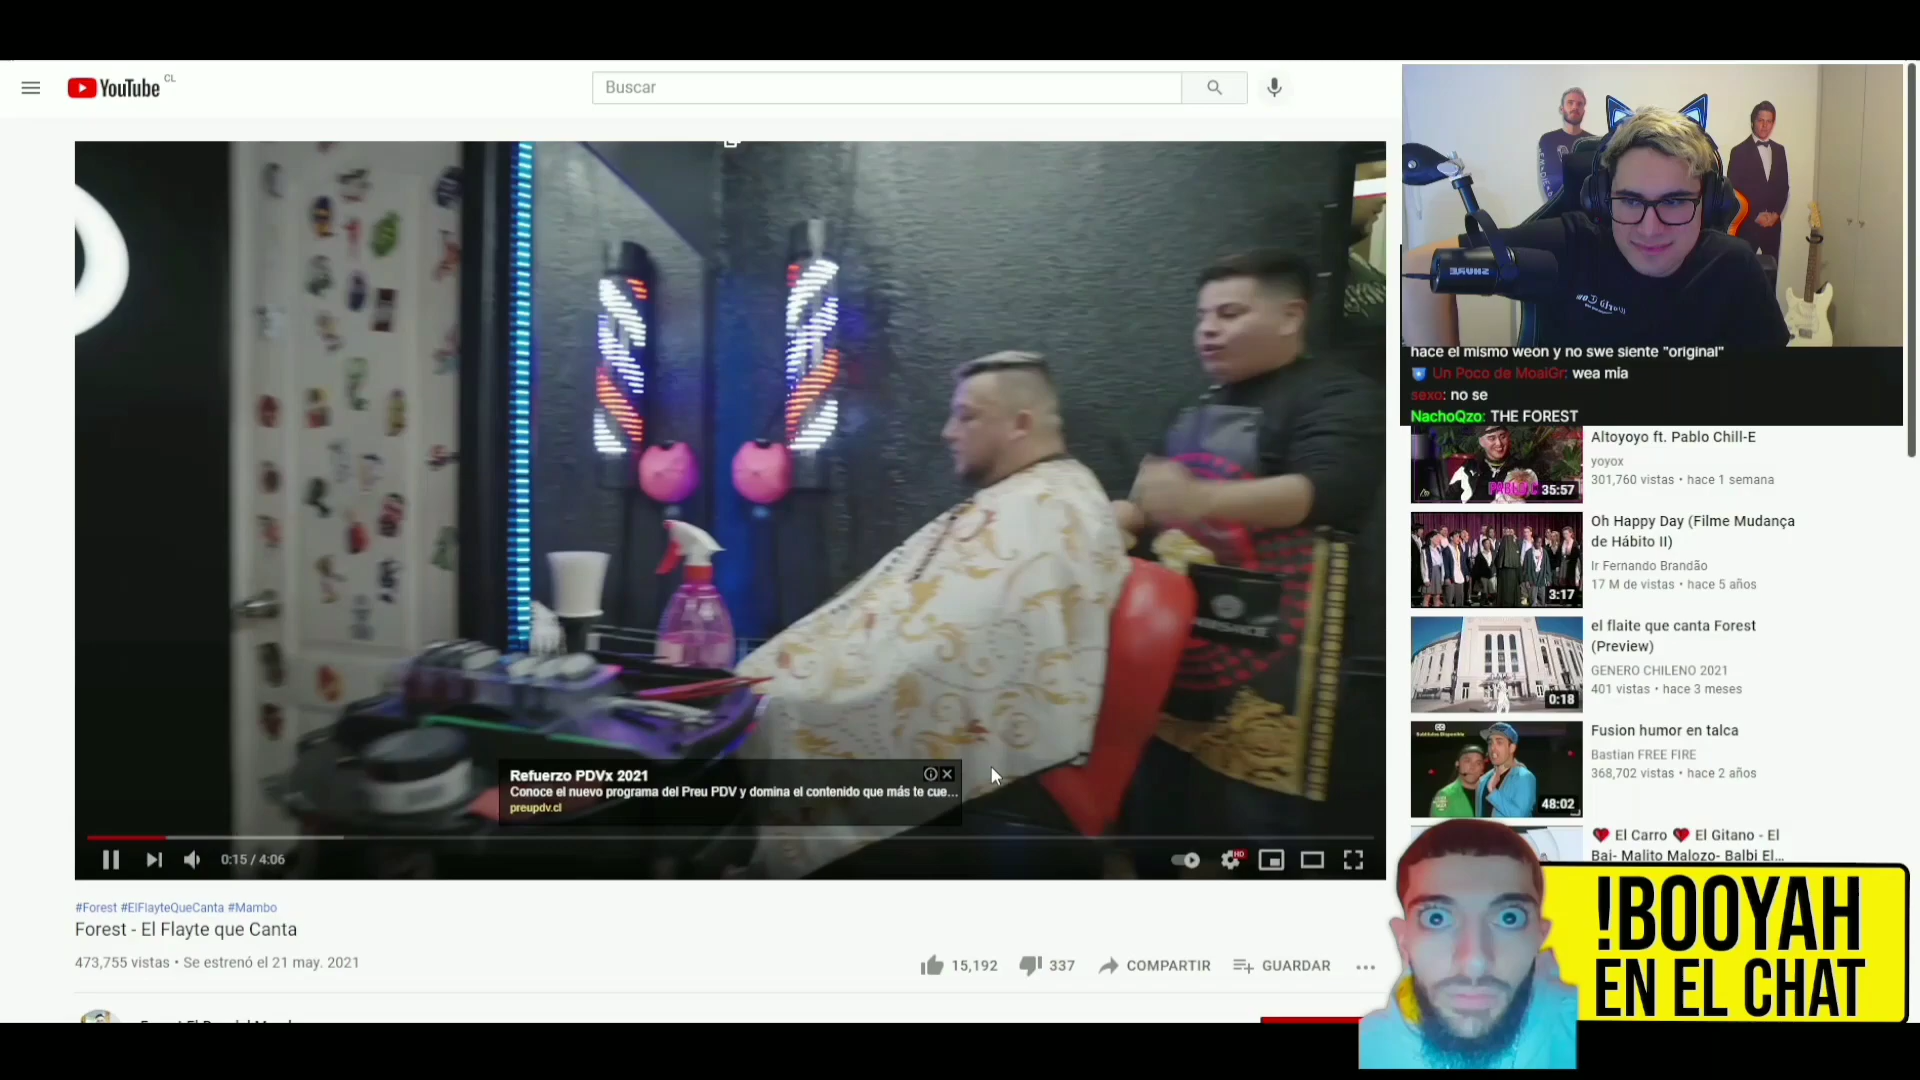 YouTube CL
Buscar
Refuerzo PDVx 2021
Conoce el nuevo programa del Preu PDV y domina el contenido que más te cue...
preupdv.cl
0:15 / 4:06
HD
#Forest #ElFlayteQueCanta #Mambo
Forest - El Flayte que Canta
473,755 vistas • Se estrenó el 21 may. 2021
15,192
337
COMPARTIR
GUARDAR
hace el mismo weon y no swe siente "original"
Un Poco de MoaiGr: wea mia
sexo: no se
NachoQzo: THE FOREST
Altoyoyo ft. Pablo Chill-E
yoyox
301,760 vistas • hace 1 semana
35:57
Oh Happy Day (Filme Mudança
de Hábito II)
Ir Fernando Brandão
17 M de vistas • hace 5 años
3:17
el flaite que canta Forest
(Preview)
GENERO CHILENO 2021
401 vistas • hace 3 meses
0:18
Fusion humor en talca
Bastian FREE FIRE
368,702 vistas • hace 2 años
48:02
❤ El Carro ❤ El Gitano - El
Bai- Malito Malozo- Balbi El...
!BOOYAH
EN EL CHAT